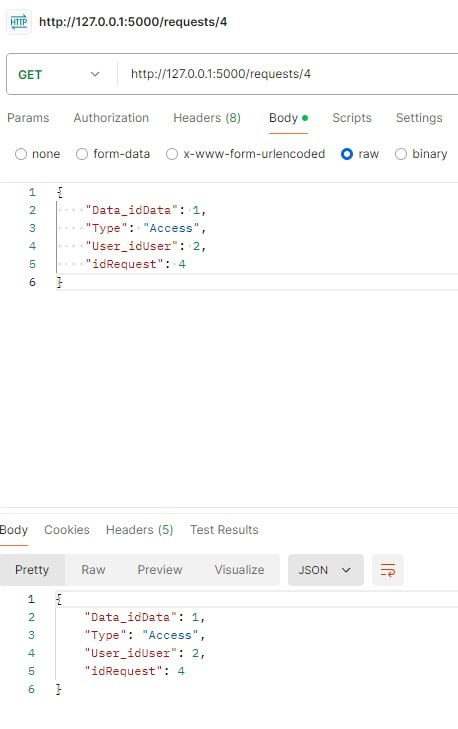 HTTP http://127.0.0.1:5000/requests/4
GET http://127.0.0.1:5000/requests/4
Params Authorization Headers (8) Body Scripts Settings
none form-data x-www-form-urlencoded raw binary
1 {
2 "Data_idData": 1,
3 "Type": "Access",
4 "User_idUser": 2,
5 "idRequest": 4
6 }
Body Cookies Headers (5) Test Results
Pretty Raw Preview Visualize JSON
1 {
2 "Data_idData": 1,
3 "Type": "Access",
4 "User_idUser": 2,
5 "idRequest": 4
6 }